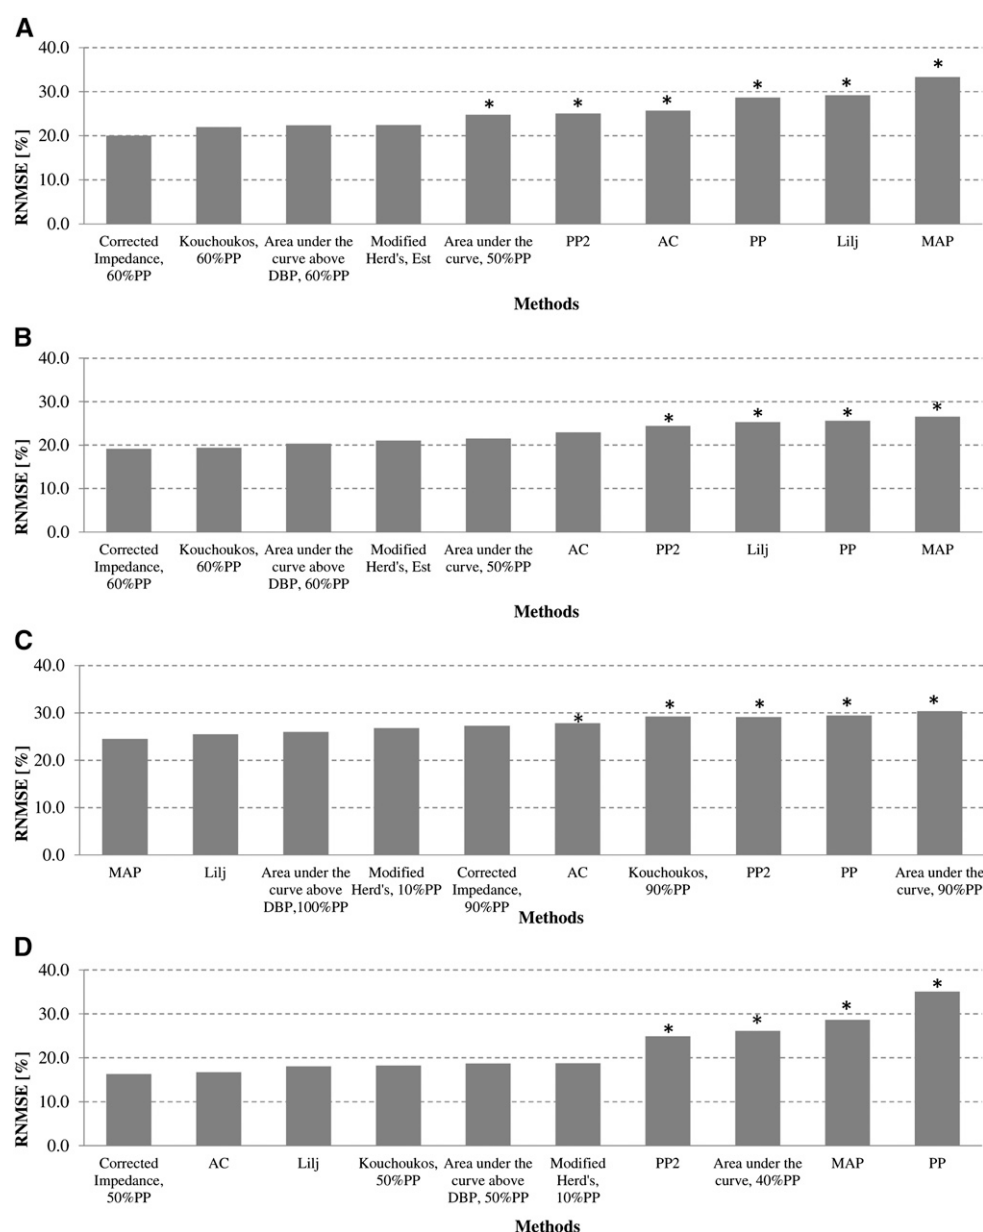 A
40.0
30.0
20.0
10.0
0.0
RNMSE [%]
* * * * * *
Corrected Impedance, 60%PP
Kouchoukos, 60%PP
Area under the curve above DBP, 60%PP
Modified Herd's, Est
Area under the curve, 50%PP
PP2
AC
PP
Lilj
MAP
Methods
B
40.0
30.0
20.0
10.0
0.0
RNMSE [%]
* * * *
Corrected Impedance, 60%PP
Kouchoukos, 60%PP
Area under the curve above DBP, 60%PP
Modified Herd's, Est
Area under the curve, 50%PP
AC
PP2
Lilj
PP
MAP
Methods
C
40.0
30.0
20.0
10.0
0.0
RNMSE [%]
* * * * *
MAP
Lilj
Area under the curve above DBP,100%PP
Modified Herd's, 10%PP
Corrected Impedance, 90%PP
AC
Kouchoukos, 90%PP
PP2
PP
Area under the curve, 90%PP
Methods
D
40.0
30.0
20.0
10.0
0.0
RNMSE [%]
* * * *
Corrected Impedance, 50%PP
AC
Lilj
Kouchoukos, 50%PP
Area under the curve above DBP, 50%PP
Modified Herd's, 10%PP
PP2
Area under the curve, 40%PP
MAP
PP
Methods